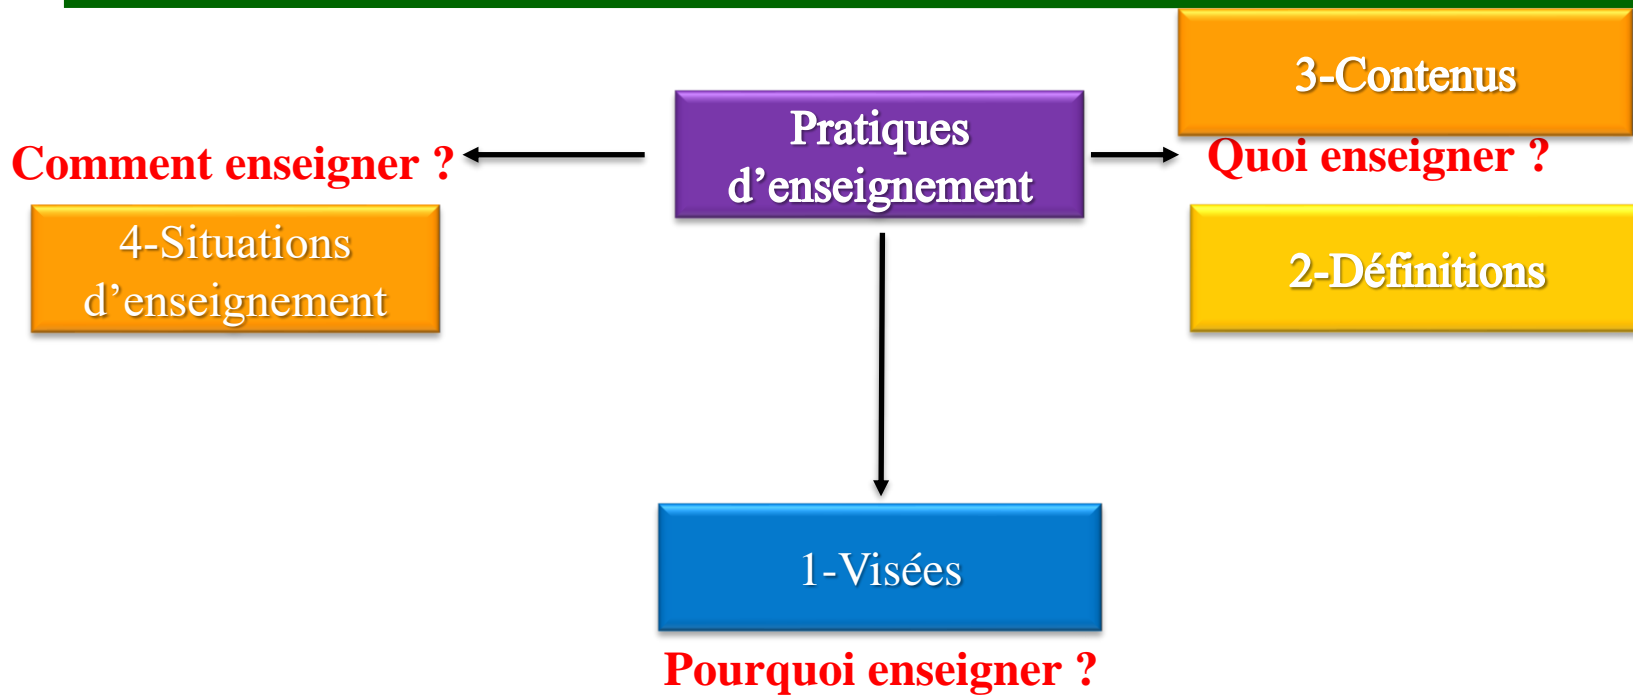 3-Contenus
Pratiques
d’enseignement
Comment enseigner ?
Quoi enseigner ?
4-Situations
d’enseignement
2-Définitions
1-Visées
Pourquoi enseigner ?